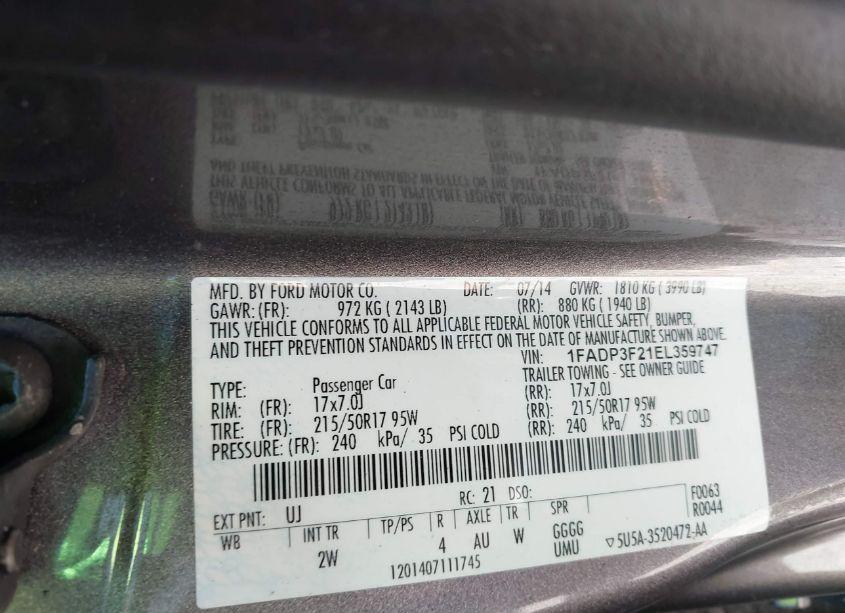 MFD. BY FORD MOTOR CO. DATE: 07/14 GVWR: 1810 KG ( 3990 LB)
GAWR: (FR): 972 KG ( 2143 LB) (RR): 880 KG ( 1940 LB)
THIS VEHICLE CONFORMS TO ALL APPLICABLE FEDERAL MOTOR VEHICLE SAFETY, BUMPER,
AND THEFT PREVENTION STANDARDS IN EFFECT ON THE DATE OF MANUFACTURE SHOWN ABOVE.
VIN: 1FADP3F21EL359747
TYPE: Passenger Car TRAILER TOWING - SEE OWNER GUIDE
RIM: (FR): 17x7.0J (RR): 17x7.0J
TIRE: (FR): 215/50R17 95W (RR): 215/50R17 95W
PRESSURE: (FR): 240 kPa/ 35 PSI COLD (RR): 240 kPa/ 35 PSI COLD
RC: 21 DSO: F0063
EXT PNT: UJ R0044
WB INT TR TP/PS R AXLE TR SPR
2W 4 AU W GGGG
UMU
1201407111745 ▽5U5A-3520472-AA